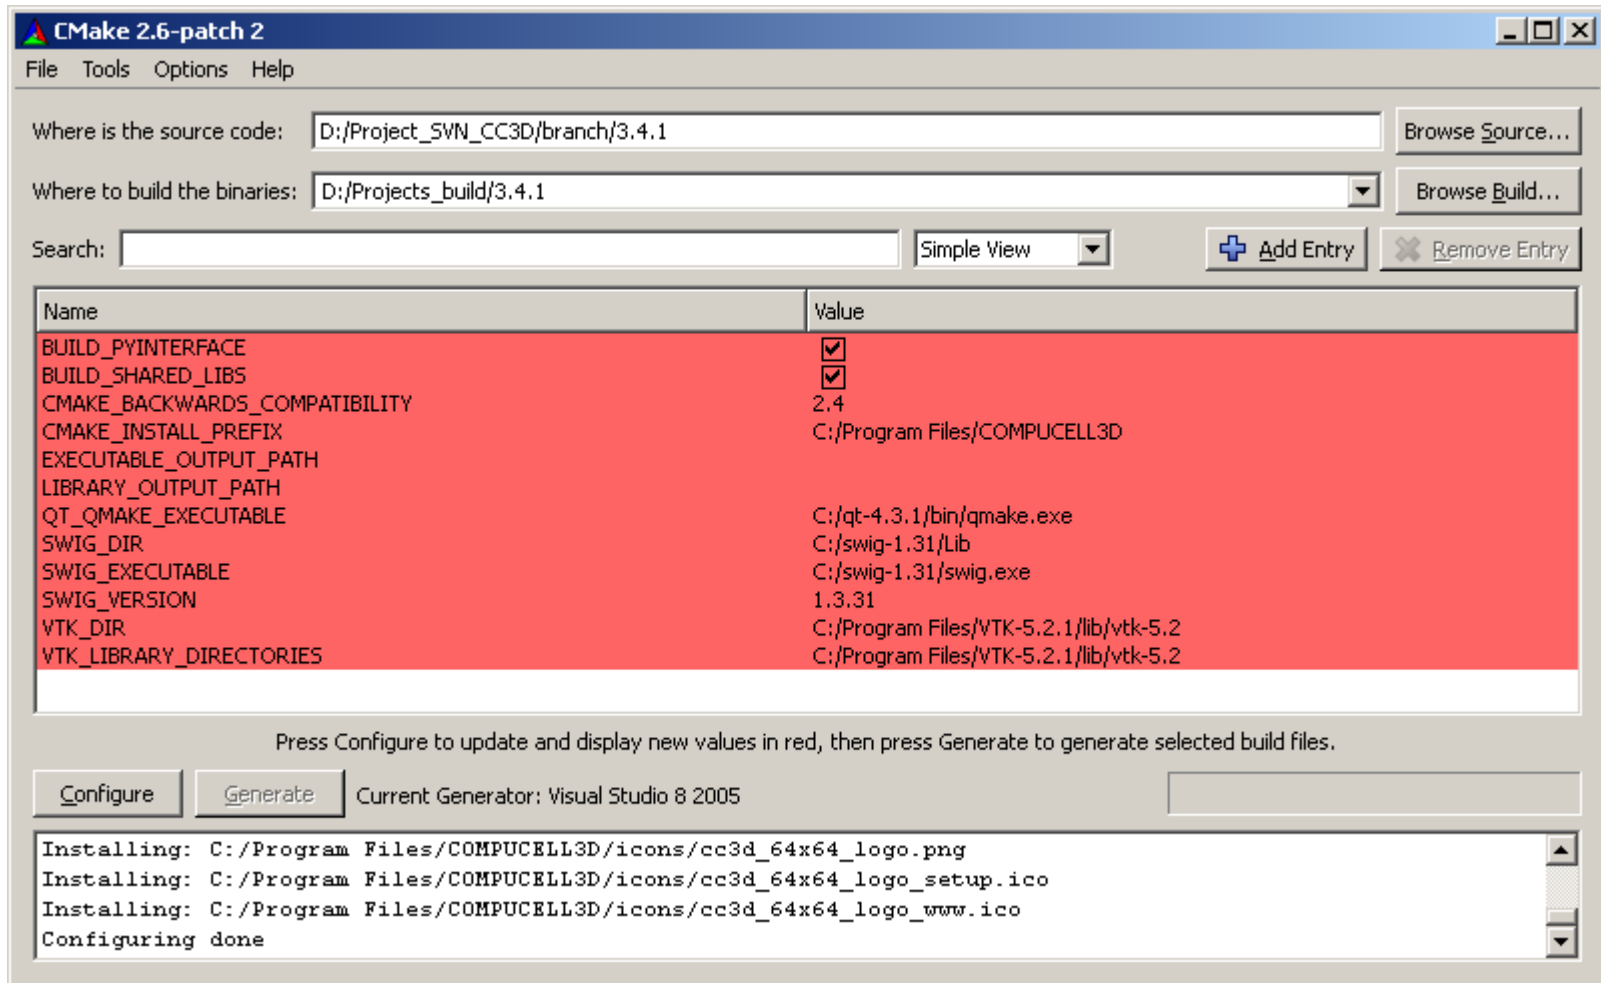 CMake 2.6-patch 2
File Tools Options Help
Where is the source code: D:/Project_SVN_CC3D/branch/3.4.1 Browse Source...
Where to build the binaries: D:/Projects_build/3.4.1 Browse Build...
Search: Simple View Add Entry Remove Entry
Name Value
BUILD_PYINTERFACE
BUILD_SHARED_LIBS
CMAKE_BACKWARDS_COMPATIBILITY 2.4
CMAKE_INSTALL_PREFIX C:/Program Files/COMPUCELL3D
EXECUTABLE_OUTPUT_PATH
LIBRARY_OUTPUT_PATH
QT_QMAKE_EXECUTABLE C:/qt-4.3.1/bin/qmake.exe
SWIG_DIR C:/swig-1.31/Lib
SWIG_EXECUTABLE C:/swig-1.31/swig.exe
SWIG_VERSION 1.3.31
VTK_DIR C:/Program Files/VTK-5.2.1/lib/vtk-5.2
VTK_LIBRARY_DIRECTORIES C:/Program Files/VTK-5.2.1/lib/vtk-5.2
Press Configure to update and display new values in red, then press Generate to generate selected build files.
Configure Generate Current Generator: Visual Studio 8 2005
Installing: C:/Program Files/COMPUCELL3D/icons/cc3d_64x64_logo.png
Installing: C:/Program Files/COMPUCELL3D/icons/cc3d_64x64_logo_setup.ico
Installing: C:/Program Files/COMPUCELL3D/icons/cc3d_64x64_logo_www.ico
Configuring done